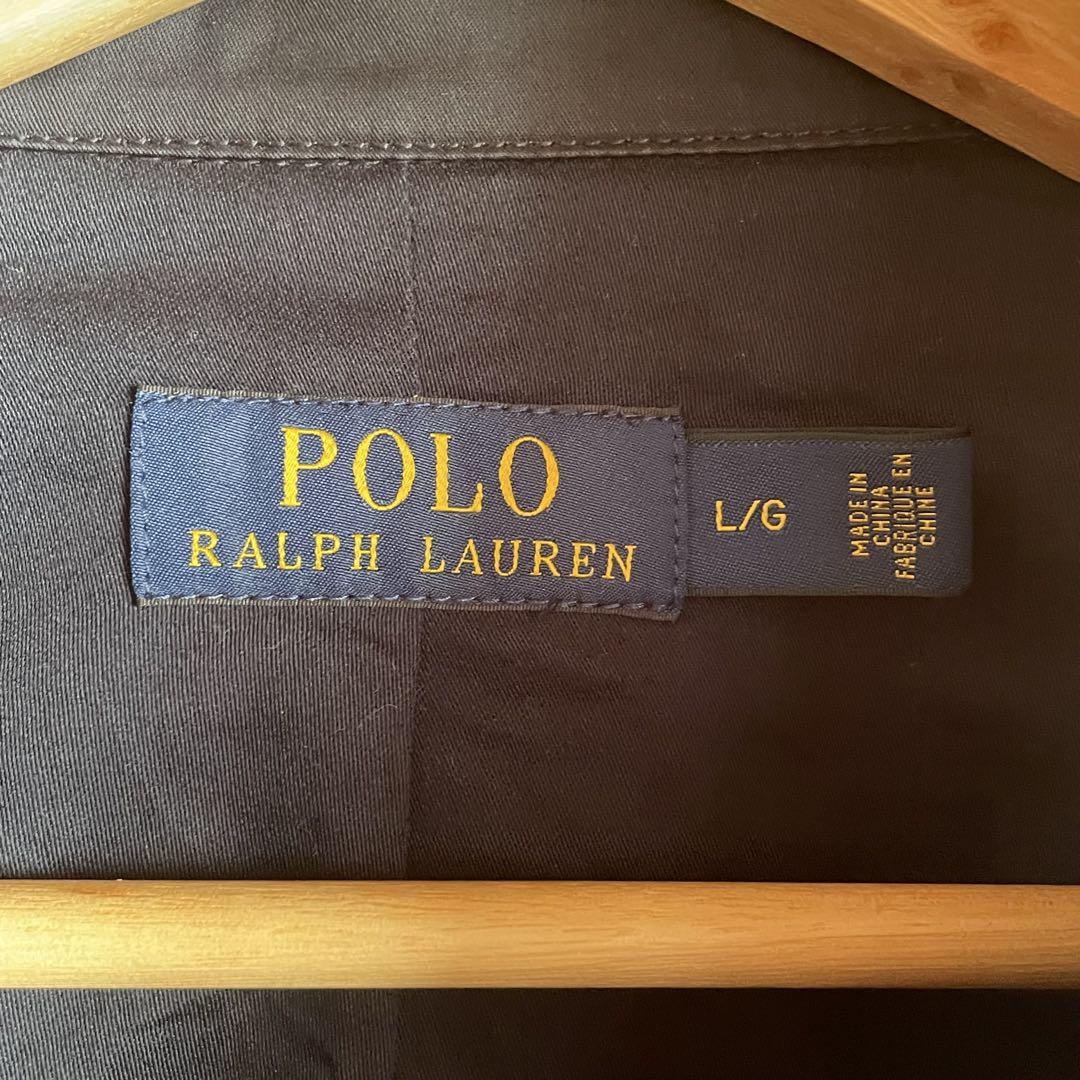 POLO
RALPH LAUREN
L/G
MADE IN
CHINA
FABRIQUE EN
CHINE